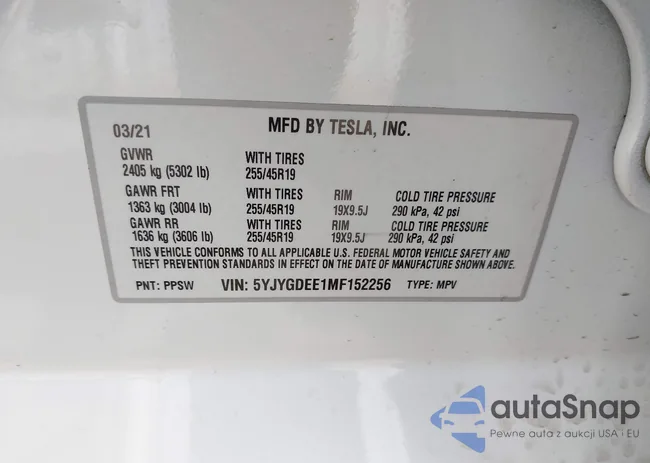 03/21 MFD BY TESLA, INC.
GVWR WITH TIRES
2405 kg (5302 lb) 255/45R19
GAWR FRT WITH TIRES RIM COLD TIRE PRESSURE
1363 kg (3004 lb) 255/45R19 19X9.5J 290 kPa, 42 psi
GAWR RR WITH TIRES RIM COLD TIRE PRESSURE
1636 kg (3606 lb) 255/45R19 19X9.5J 290 kPa, 42 psi
THIS VEHICLE CONFORMS TO ALL APPLICABLE U.S. FEDERAL MOTOR VEHICLE SAFETY AND
THEFT PREVENTION STANDARDS IN EFFECT ON THE DATE OF MANUFACTURE SHOWN ABOVE.
PNT: PPSW VIN: 5YJYGDEE1MF152256 TYPE: MPV
autaSnap
Pewne auta z aukcji USA i EU